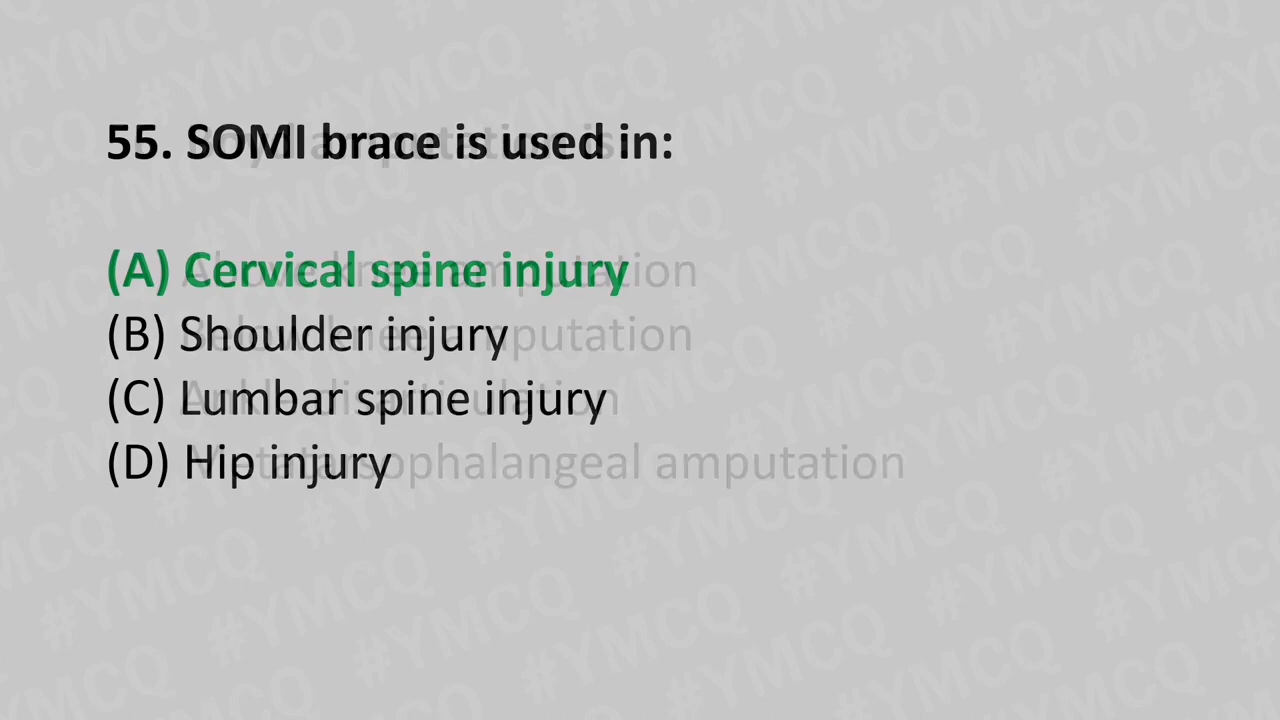 55. SOMI brace is used in:
(A) Cervical spine injury
(B) Shoulder injury
(C) Lumbar spine injury
(D) Hip injury